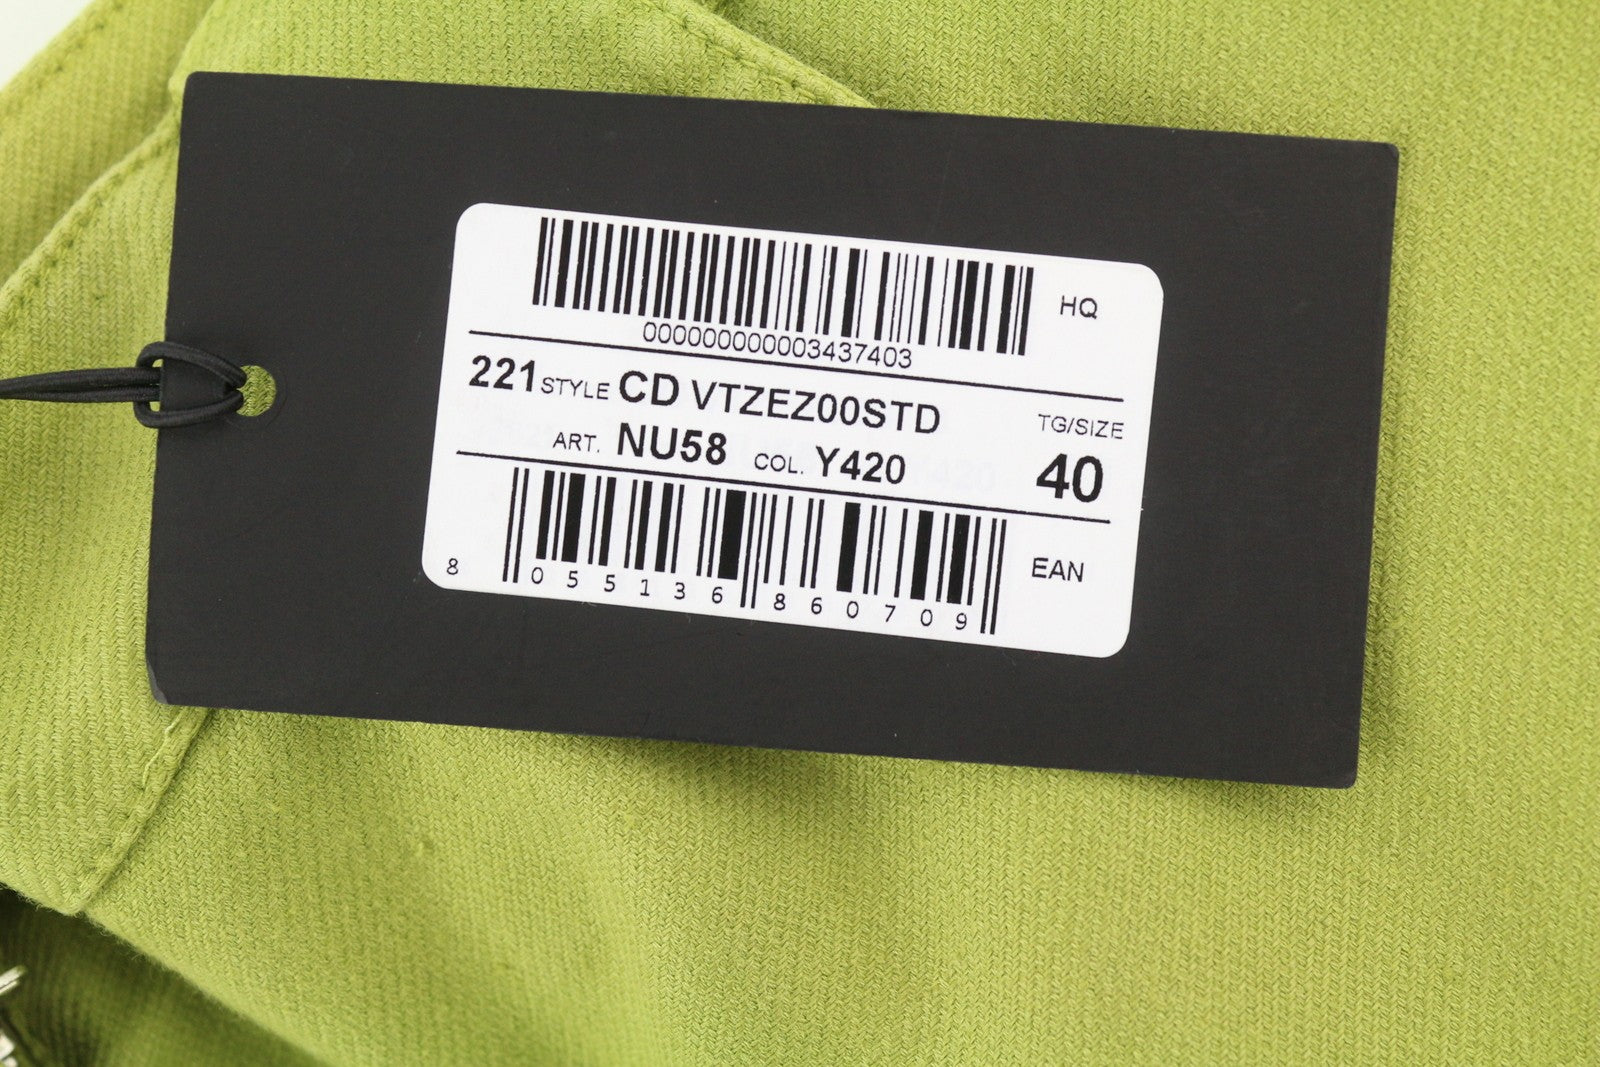 HQ
000000000003437403
221 STYLE CD VTZEZ00STD
TG/SIZE
ART. NU58 COL. Y420
40
EAN
8 055136 860709